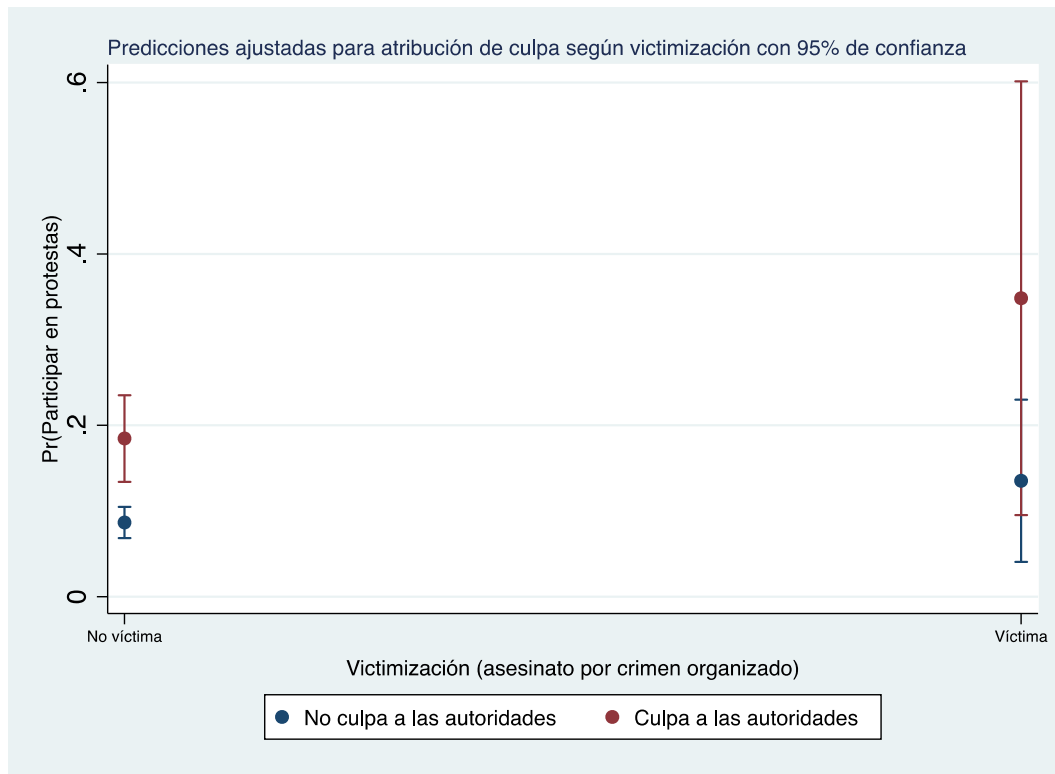 Predicciones ajustadas para atribución de culpa según victimización con 95% de confianza
Pr(Participar en protestas)
.6
.4
.2
0
No víctima
Víctima
Victimización (asesinato por crimen organizado)
No culpa a las autoridades
Culpa a las autoridades